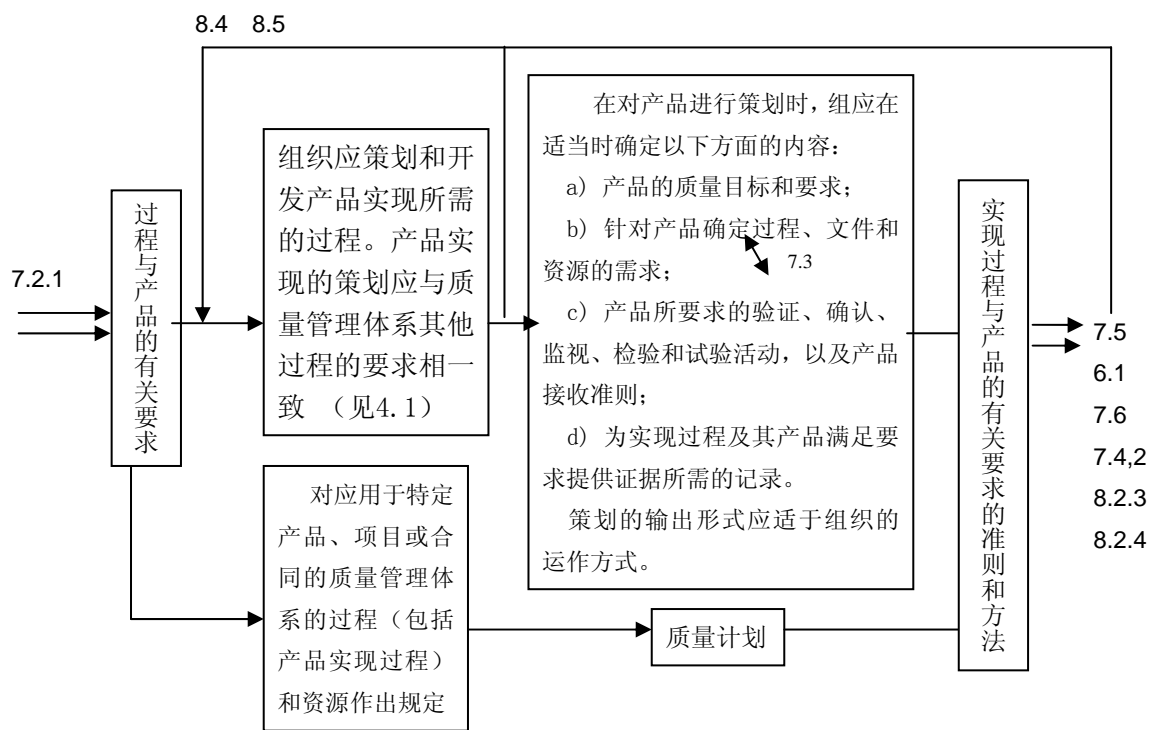 8.4 8.5
7.2.1
过程与产品的有关要求
组织应策划和开
发产品实现所需
的过程。产品实
现的策划应与质
量管理体系其他
过程的要求相一
致 （见4.1）
对应用于特定
产品、项目或合
同的质量管理体
系的过程（包括
产品实现过程）
和资源作出规定
在对产品进行策划时，组应在
适当时确定以下方面的内容：
a) 产品的质量目标和要求；
b) 针对产品确定过程、文件和
资源的需求；
7.3
c) 产品所要求的验证、确认、
监视、检验和试验活动，以及产品
接收准则；
d) 为实现过程及其产品满足要
求提供证据所需的记录。
策划的输出形式应适于组织的
运作方式。
质量计划
实现过程与产品的有关要求的准则和方法
7.5
6.1
7.6
7.4,2
8.2.3
8.2.4